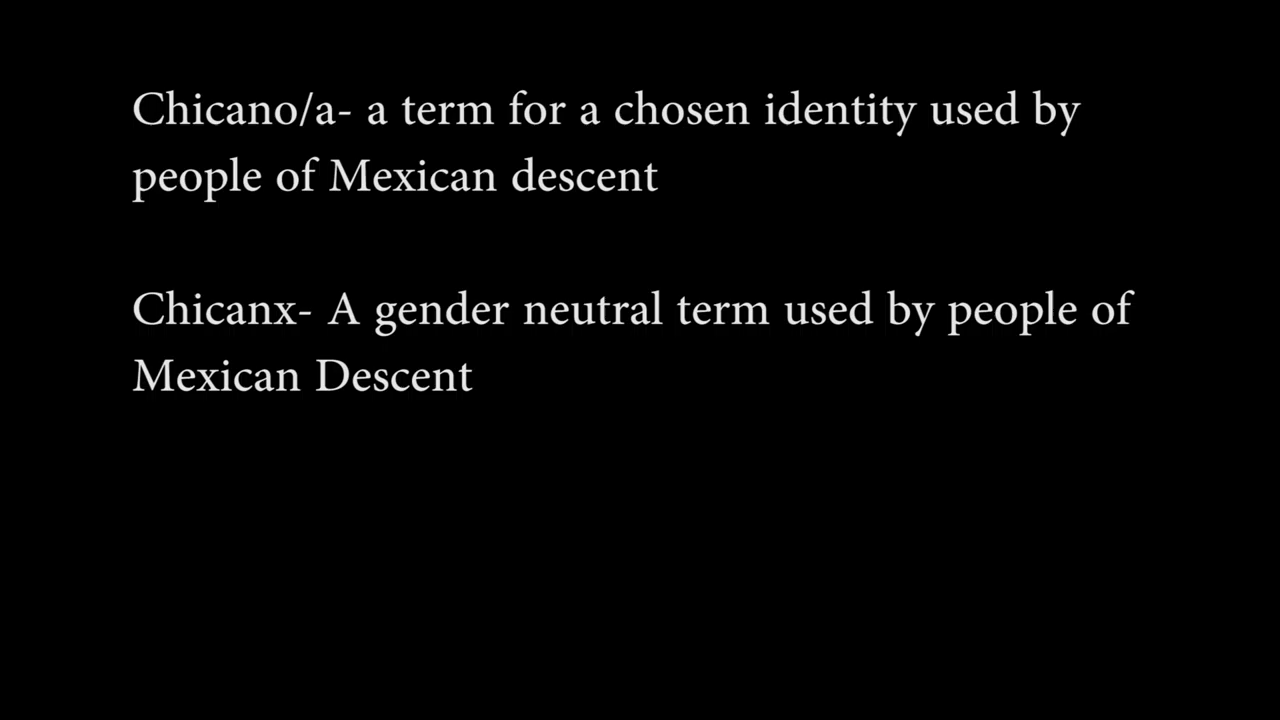 Chicano/a- a term for a chosen identity used by
people of Mexican descent
Chicanx- A gender neutral term used by people of
Mexican Descent